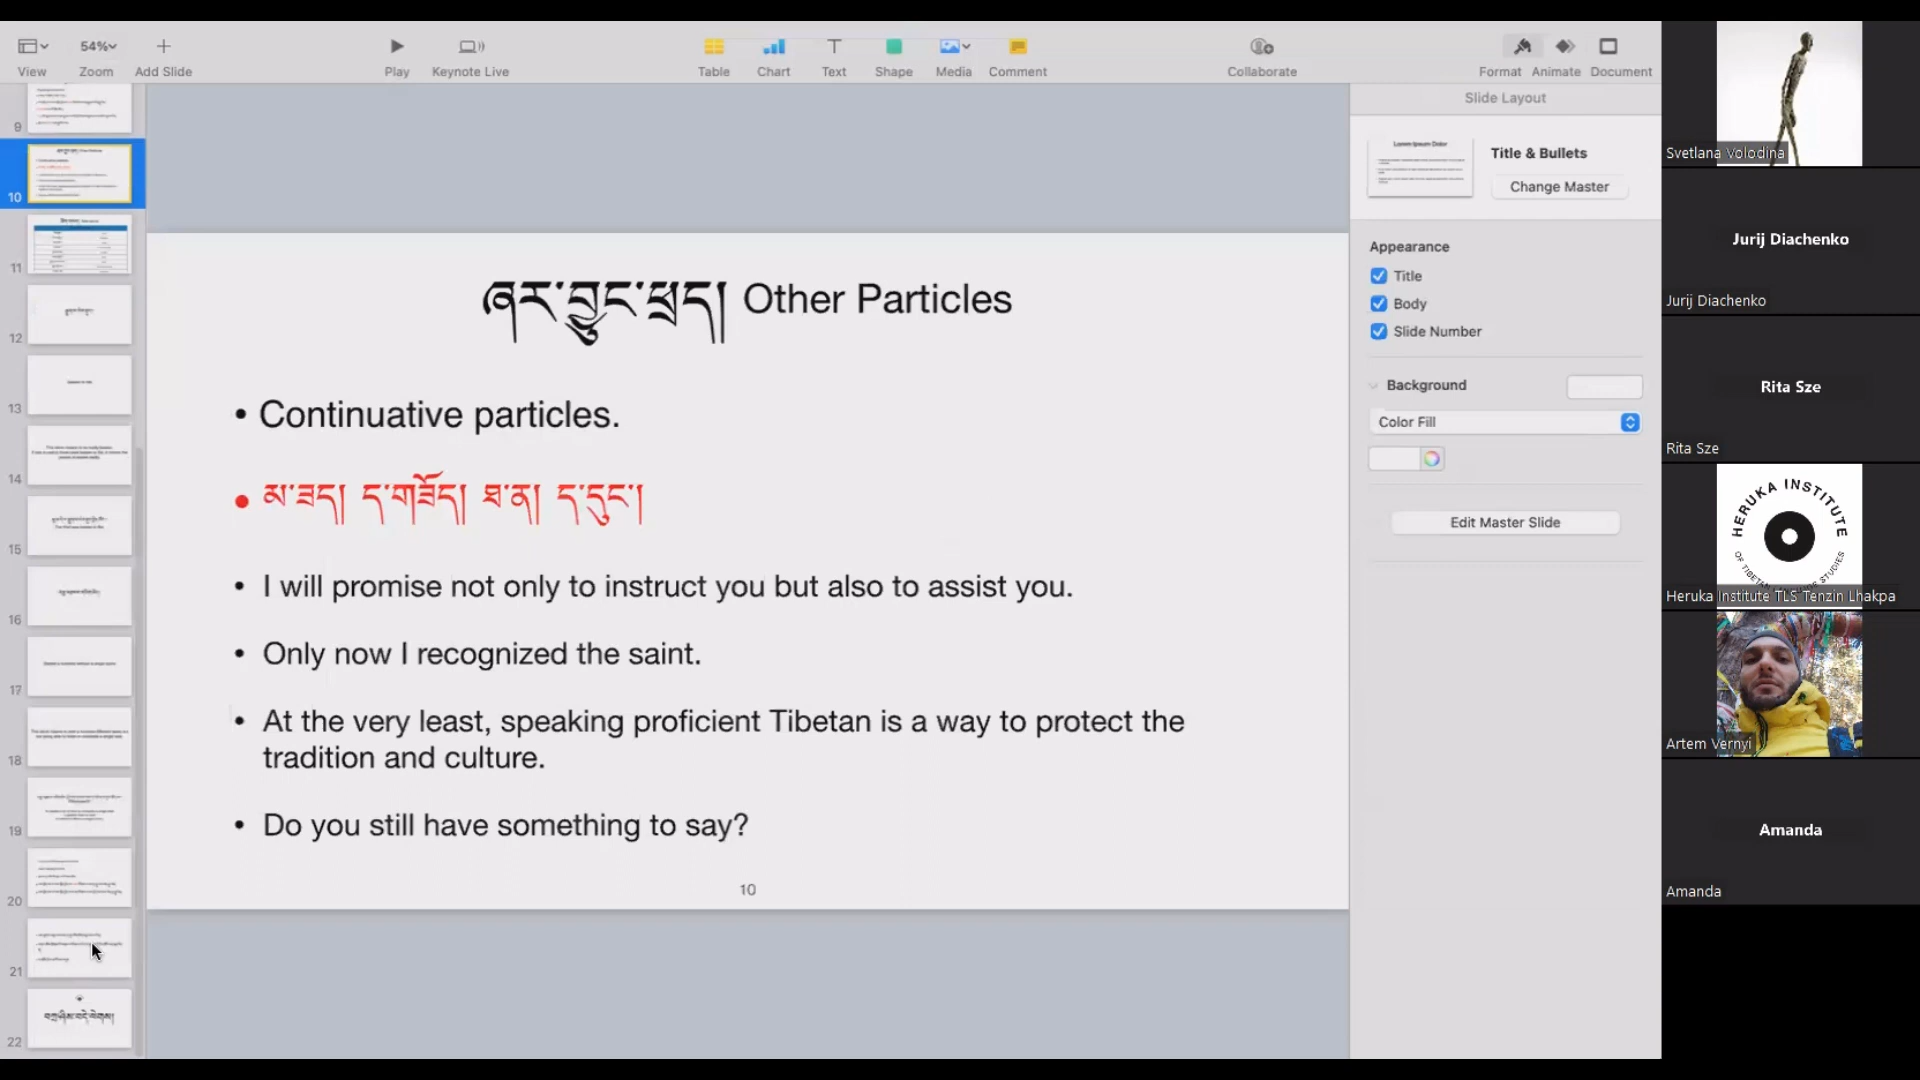 54%
View
Zoom
Add Slide
Play
Keynote Live
Table
Chart
Text
Shape
Media
Comment
Collaborate
Format
Animate
Document
9
10
11
12
13
14
15
16
17
18
19
20
21
22
བཀྲ་ཤིས་བདེ་ལེགས།
ཞར་བྱུང་ཕྲད། Other Particles
• Continuative particles.
• མ་ཟད། ད་གཟོད། ཐ་ན། ད་དུང་།
• I will promise not only to instruct you but also to assist you.
• Only now I recognized the saint.
• At the very least, speaking proficient Tibetan is a way to protect the
tradition and culture.
• Do you still have something to say?
10
Slide Layout
Title & Bullets
Change Master
Appearance
Title
Body
Slide Number
Background
Color Fill
Edit Master Slide
Svetlana Volodina
Jurij Diachenko
Jurij Diachenko
Rita Sze
Rita Sze
HERUKA INSTITUTE
Heruka Institute TLS Tenzin Lhakpa
Artem Vernyi
Amanda
Amanda